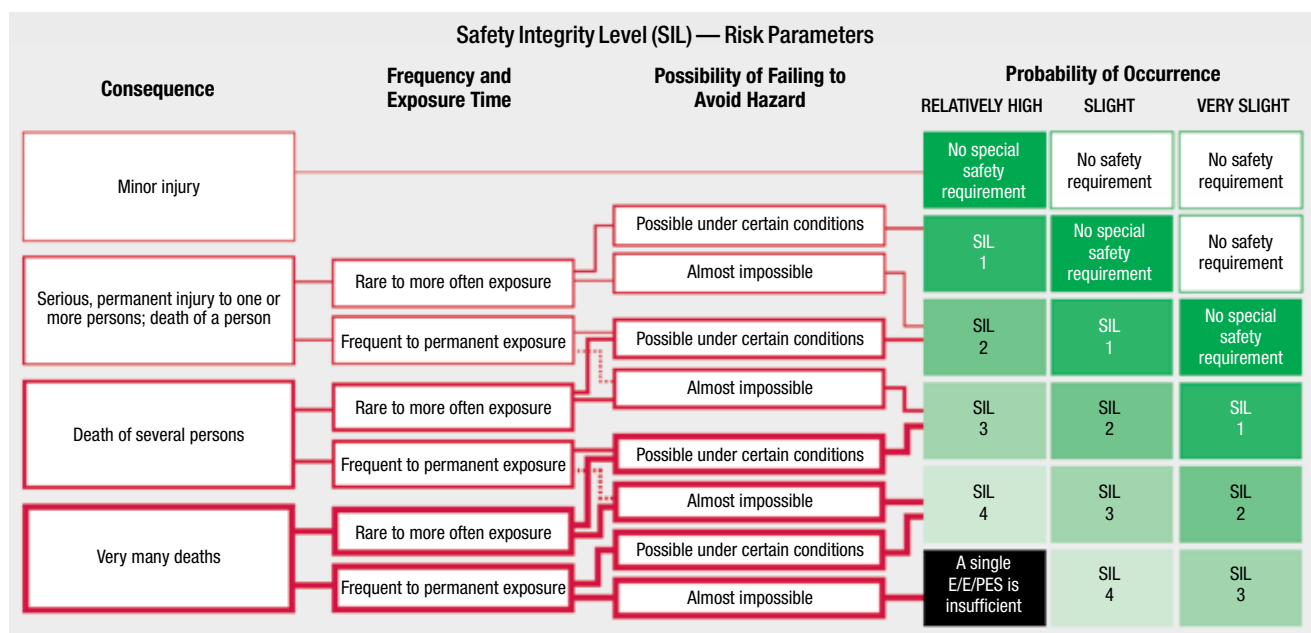 Safety Integrity Level (SIL) — Risk Parameters
Consequence
Frequency and
Exposure Time
Possibility of Failing to
Avoid Hazard
Probability of Occurrence
RELATIVELY HIGH
SLIGHT
VERY SLIGHT
Minor injury
No special
safety
requirement
No safety
requirement
No safety
requirement
Serious, permanent injury to one or
more persons; death of a person
Rare to more often exposure
Frequent to permanent exposure
Possible under certain conditions
Almost impossible
SIL
1
No special
safety
requirement
No safety
requirement
Possible under certain conditions
SIL
2
SIL
1
No special
safety
requirement
Death of several persons
Rare to more often exposure
Frequent to permanent exposure
Almost impossible
Possible under certain conditions
SIL
3
SIL
2
SIL
1
Very many deaths
Rare to more often exposure
Frequent to permanent exposure
Almost impossible
Possible under certain conditions
Almost impossible
SIL
4
SIL
3
SIL
2
A single
E/E/PES is
insufficient
SIL
4
SIL
3